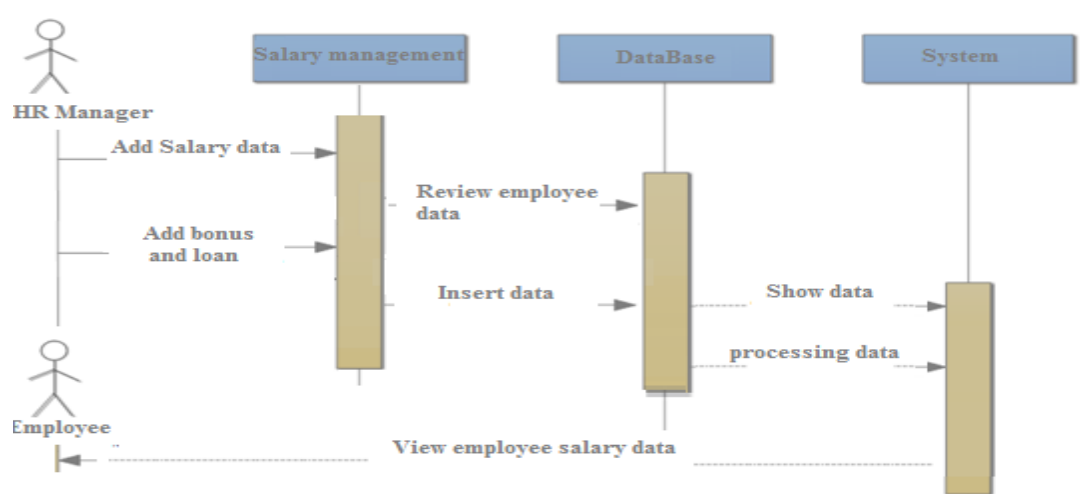 Salary management
DataBase
System
HR Manager
Add Salary data
Review employee
data
Add bonus
and loan
Insert data
Show data
processing data
Employee
View employee salary data